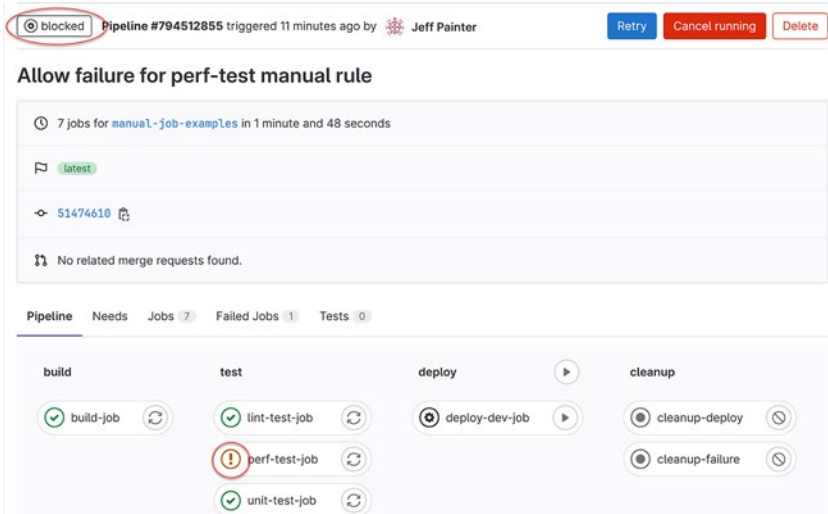 blocked Pipeline #794512855 triggered 11 minutes ago by Jeff Painter Retry Cancel running Delete
Allow failure for perf-test manual rule
7 jobs for manual-job-examples in 1 minute and 48 seconds
latest
51474610
No related merge requests found.
Pipeline Needs Jobs 7 Failed Jobs 1 Tests 0
build test deploy cleanup
build-job lint-test-job deploy-dev-job cleanup-deploy
perf-test-job cleanup-failure
unit-test-job